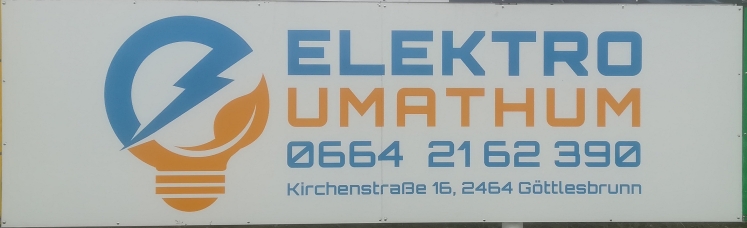 ELEKTRO
UMATHUM
0664 21 62 390
Kirchenstraße 16, 2464 Göttlesbrunn